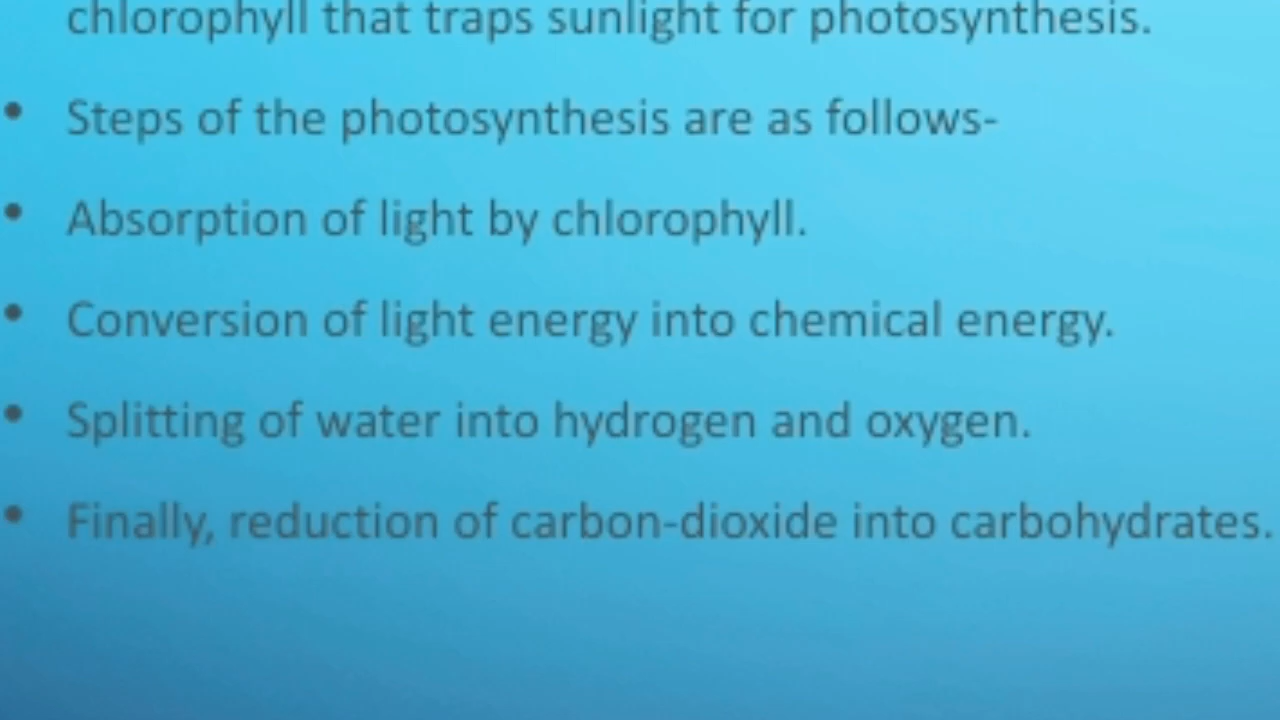 chlorophyll that traps sunlight for photosynthesis.
• Steps of the photosynthesis are as follows-
• Absorption of light by chlorophyll.
• Conversion of light energy into chemical energy.
• Splitting of water into hydrogen and oxygen.
• Finally, reduction of carbon-dioxide into carbohydrates.